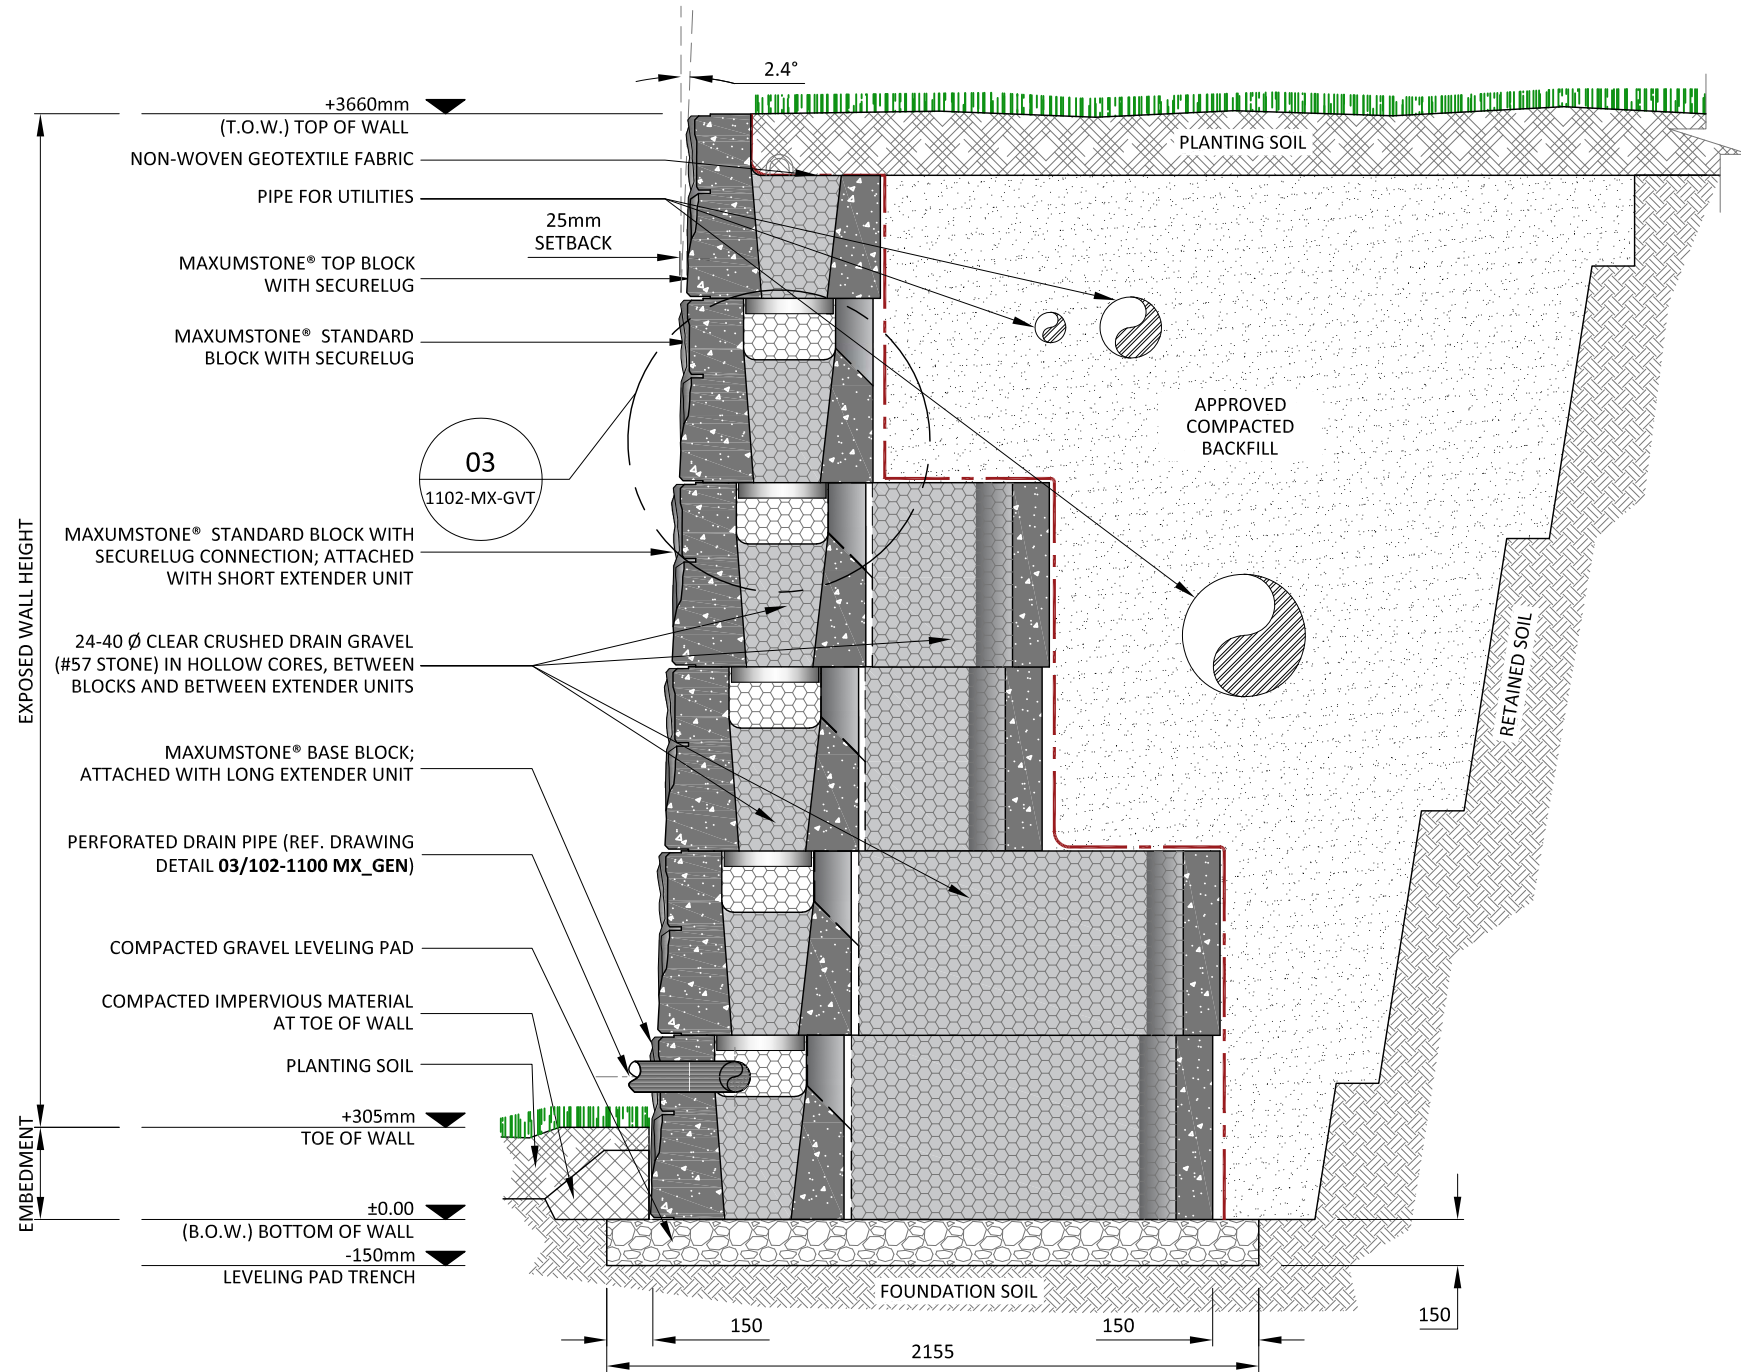 2.4°
+3660mm
(T.O.W.) TOP OF WALL
NON-WOVEN GEOTEXTILE FABRIC
PIPE FOR UTILITIES
25mm
SETBACK
MAXUMSTONE® TOP BLOCK
WITH SECURELUG
MAXUMSTONE® STANDARD
BLOCK WITH SECURELUG
03
1102-MX-GVT
MAXUMSTONE® STANDARD BLOCK WITH
SECURELUG CONNECTION; ATTACHED
WITH SHORT EXTENDER UNIT
24-40 Ø CLEAR CRUSHED DRAIN GRAVEL
(#57 STONE) IN HOLLOW CORES, BETWEEN
BLOCKS AND BETWEEN EXTENDER UNITS
MAXUMSTONE® BASE BLOCK;
ATTACHED WITH LONG EXTENDER UNIT
PERFORATED DRAIN PIPE (REF. DRAWING
DETAIL 03/102-1100 MX_GEN)
COMPACTED GRAVEL LEVELING PAD
COMPACTED IMPERVIOUS MATERIAL
AT TOE OF WALL
PLANTING SOIL
+305mm
TOE OF WALL
±0.00
(B.O.W.) BOTTOM OF WALL
-150mm
LEVELING PAD TRENCH
EXPOSED WALL HEIGHT
EMBEDMENT
PLANTING SOIL
APPROVED
COMPACTED
BACKFILL
RETAINED SOIL
FOUNDATION SOIL
150
150
150
2155